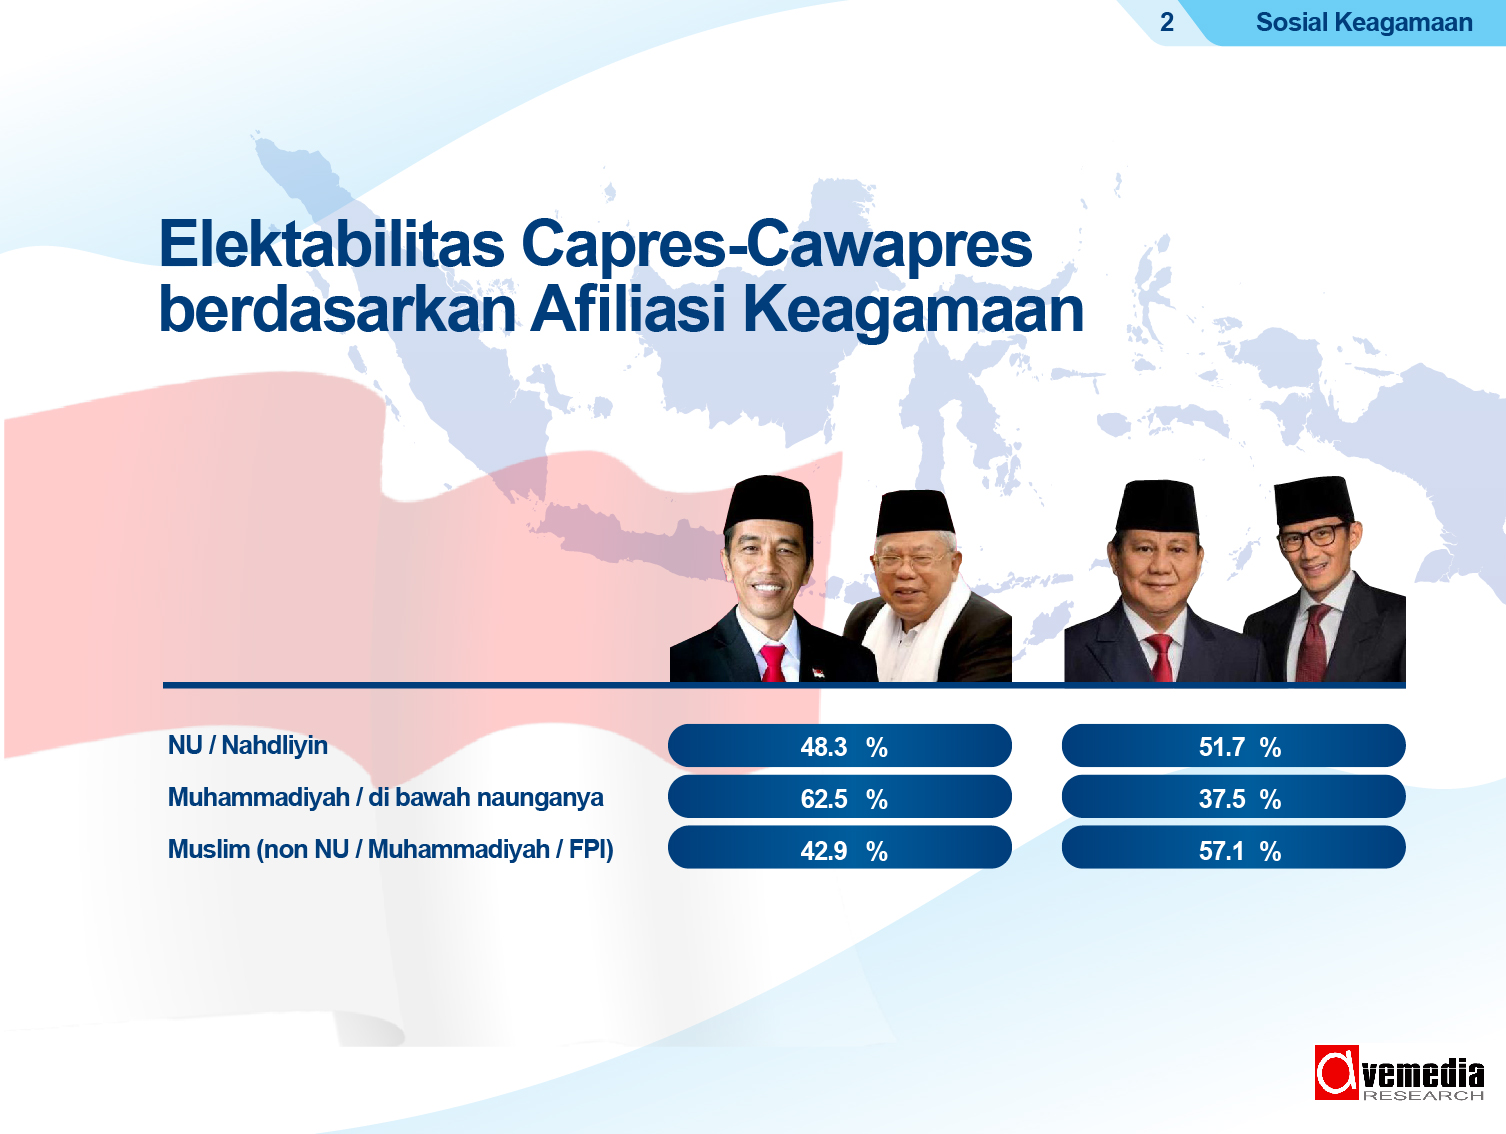 2 Sosial Keagamaan
Elektabilitas Capres-Cawapres
berdasarkan Afiliasi Keagamaan
NU / Nahdliyin 48.3 % 51.7 %
Muhammadiyah / di bawah naunganya 62.5 % 37.5 %
Muslim (non NU / Muhammadiyah / FPI) 42.9 % 57.1 %
avemedia
RESEARCH